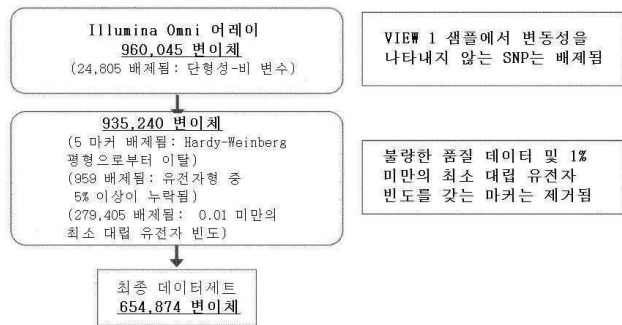 Illumina Omni 어레이
960,045 변이체
(24,805 배제됨: 단형성-비 변수)
VIEW 1 샘플에서 변동성을
나타내지 않는 SNP는 배제됨
935,240 변이체
(5 마커 배제됨: Hardy-Weinberg
평형으로부터 이탈)
(959 배제됨: 유전자형 중
5% 이상이 누락됨)
(279,405 배제됨: 0.01 미만의
최소 대립 유전자 빈도)
불량한 품질 데이터 및 1%
미만의 최소 대립 유전자
빈도를 갖는 마커는 제거됨
최종 데이터세트
654,874 변이체